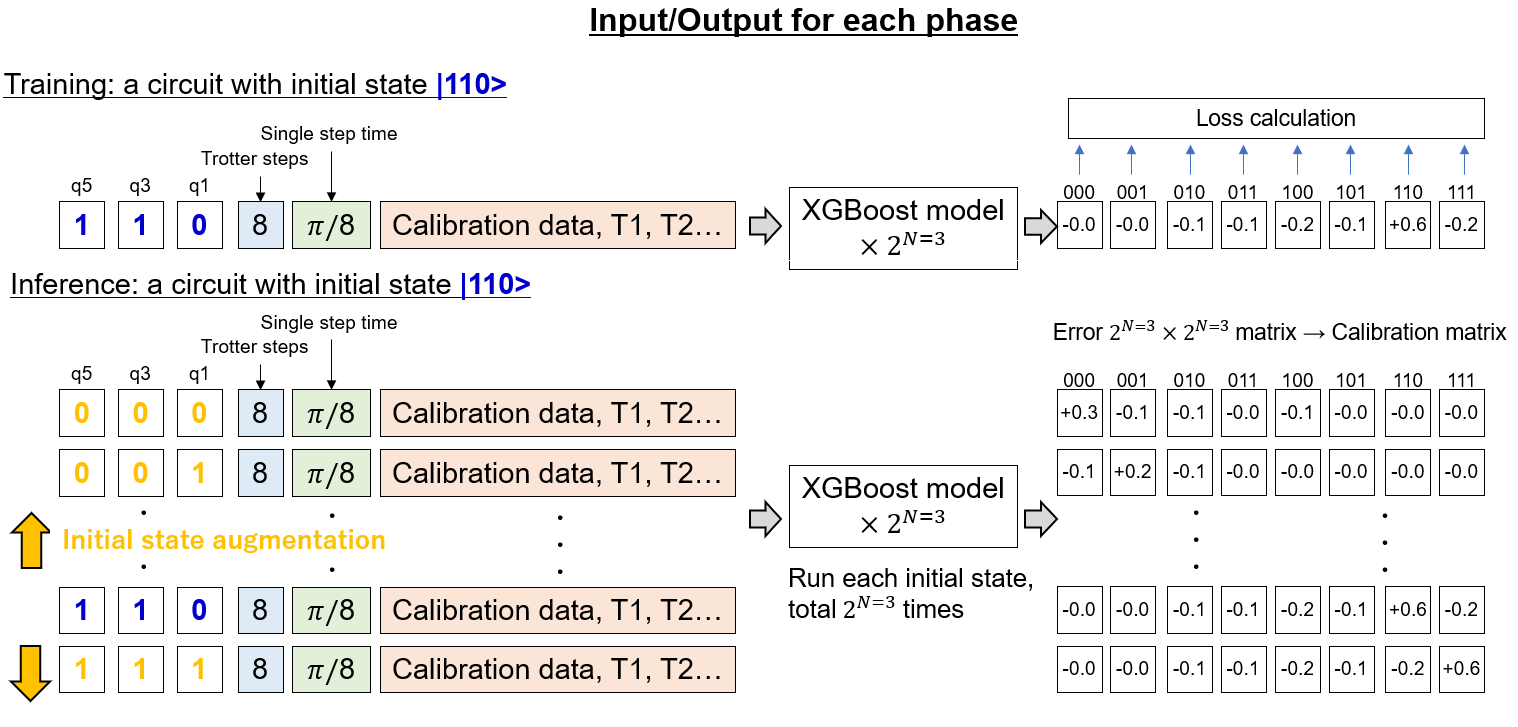 Input/Output for each phase
Training: a circuit with initial state |110>
Single step time
Trotter steps
q5 q3 q1
1 1 0 8 π/8 Calibration data, T1, T2…
XGBoost model
× 2^{N=3}
Loss calculation
000 001 010 011 100 101 110 111
-0.0 -0.0 -0.1 -0.1 -0.2 -0.1 +0.6 -0.2
Inference: a circuit with initial state |110>
Single step time
Trotter steps
q5 q3 q1
0 0 0 8 π/8 Calibration data, T1, T2…
0 0 1 8 π/8 Calibration data, T1, T2…
Initial state augmentation
1 1 0 8 π/8 Calibration data, T1, T2…
1 1 1 8 π/8 Calibration data, T1, T2…
XGBoost model
× 2^{N=3}
Run each initial state,
total 2^{N=3} times
Error 2^{N=3} × 2^{N=3} matrix → Calibration matrix
000 001 010 011 100 101 110 111
+0.3 -0.1 -0.1 -0.0 -0.1 -0.0 -0.0 -0.0
-0.1 +0.2 -0.1 -0.0 -0.0 -0.0 -0.0 -0.0
-0.0 -0.0 -0.1 -0.1 -0.2 -0.1 +0.6 -0.2
-0.0 -0.0 -0.1 -0.1 -0.2 -0.1 -0.2 +0.6